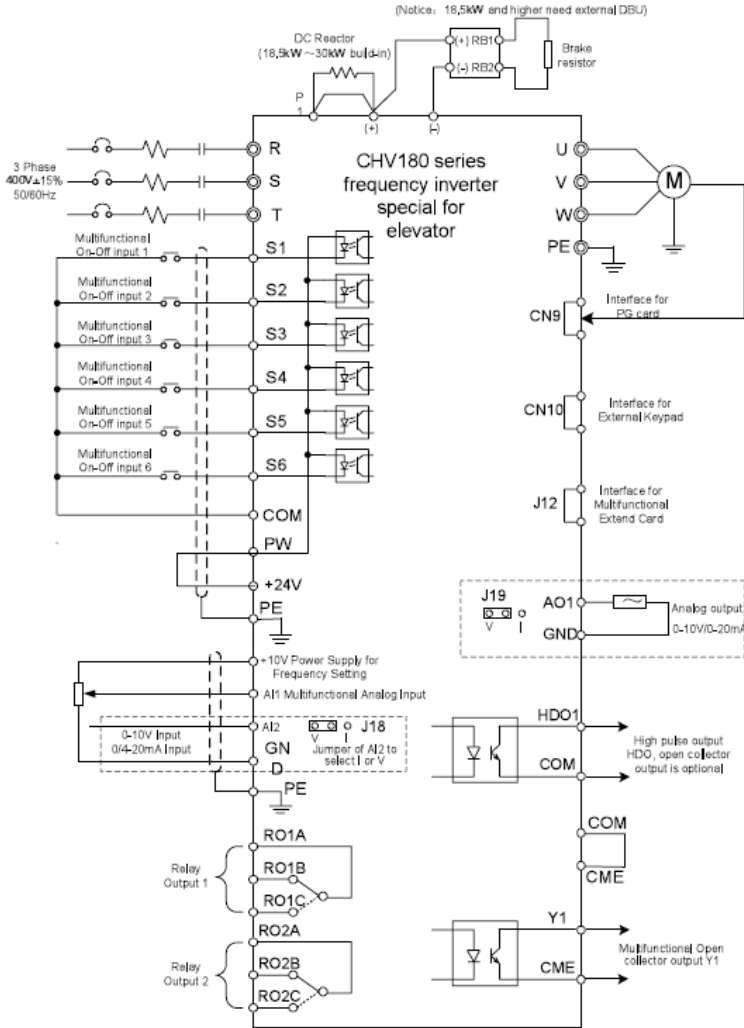 (Notice: 18.5kW and higher need external DBU)
DC Reactor
(18.5kW ~30kW build-in)
(+) RB1
(-) RB2
Brake
resistor
P
1
(+)
(-)
3 Phase
400V±15%
50/60Hz
R
S
T
CHV180 series
frequency inverter
special for
elevator
U
V
W
PE
M
Multifunctional
On-Off input 1
S1
Multifunctional
On-Off input 2
S2
Multifunctional
On-Off input 3
S3
Multifunctional
On-Off input 4
S4
Multifunctional
On-Off input 5
S5
Multifunctional
On-Off input 6
S6
COM
PW
+24V
PE
CN9
Interface for
PG card
CN10
Interface for
External Keypad
J12
Interface for
Multifunctional
Extend Card
J19
V I
AO1
GND
Analog output
0-10V/0-20mA
+10V Power Supply for
Frequency Setting
AI1 Multifunctional Analog Input
AI2
0-10V Input
0/4-20mA Input
J18
V I
Jumper of AI2 to
select I or V
GN
D
PE
HDO1
COM
High pulse output
HDO, open collector
output is optional
COM
CME
Relay
Output 1
RO1A
RO1B
RO1C
Relay
Output 2
RO2A
RO2B
RO2C
Y1
CME
Multifunctional Open
collector output Y1